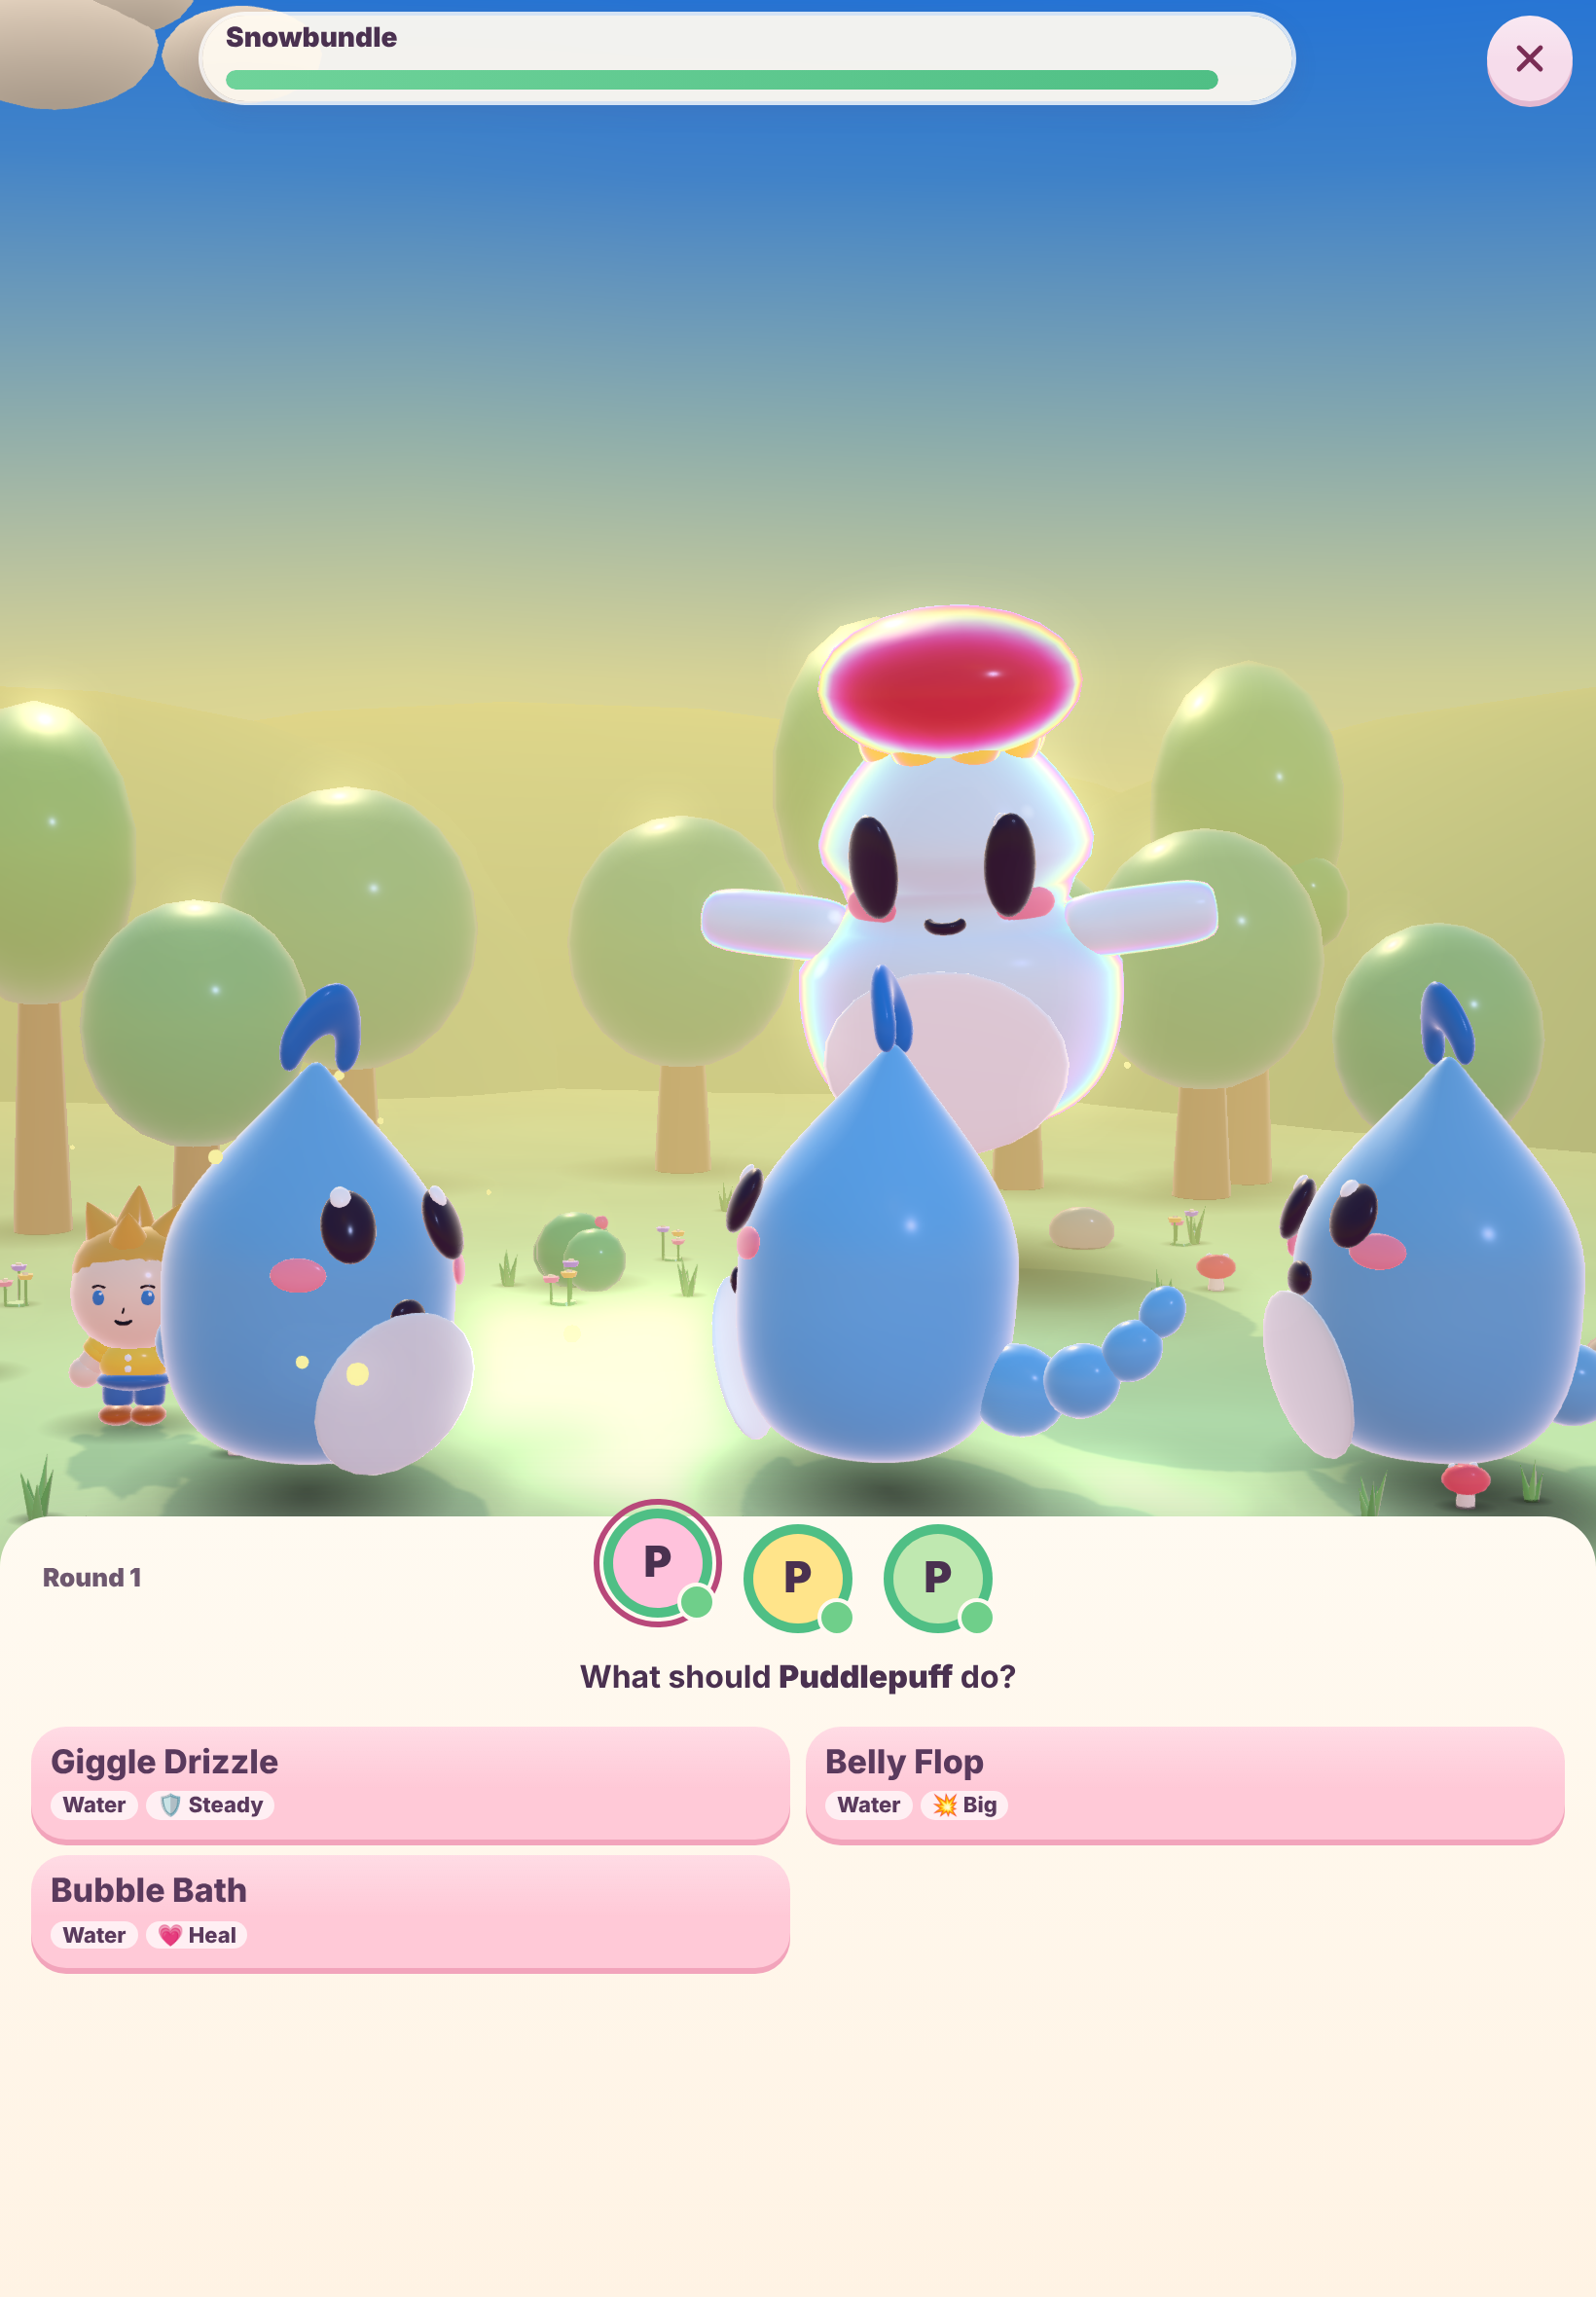 Snowbundle
Round 1
P
P
P
What should Puddlepuff do?
Giggle Drizzle
Water 🛡️ Steady
Belly Flop
Water 💥 Big
Bubble Bath
Water 💗 Heal